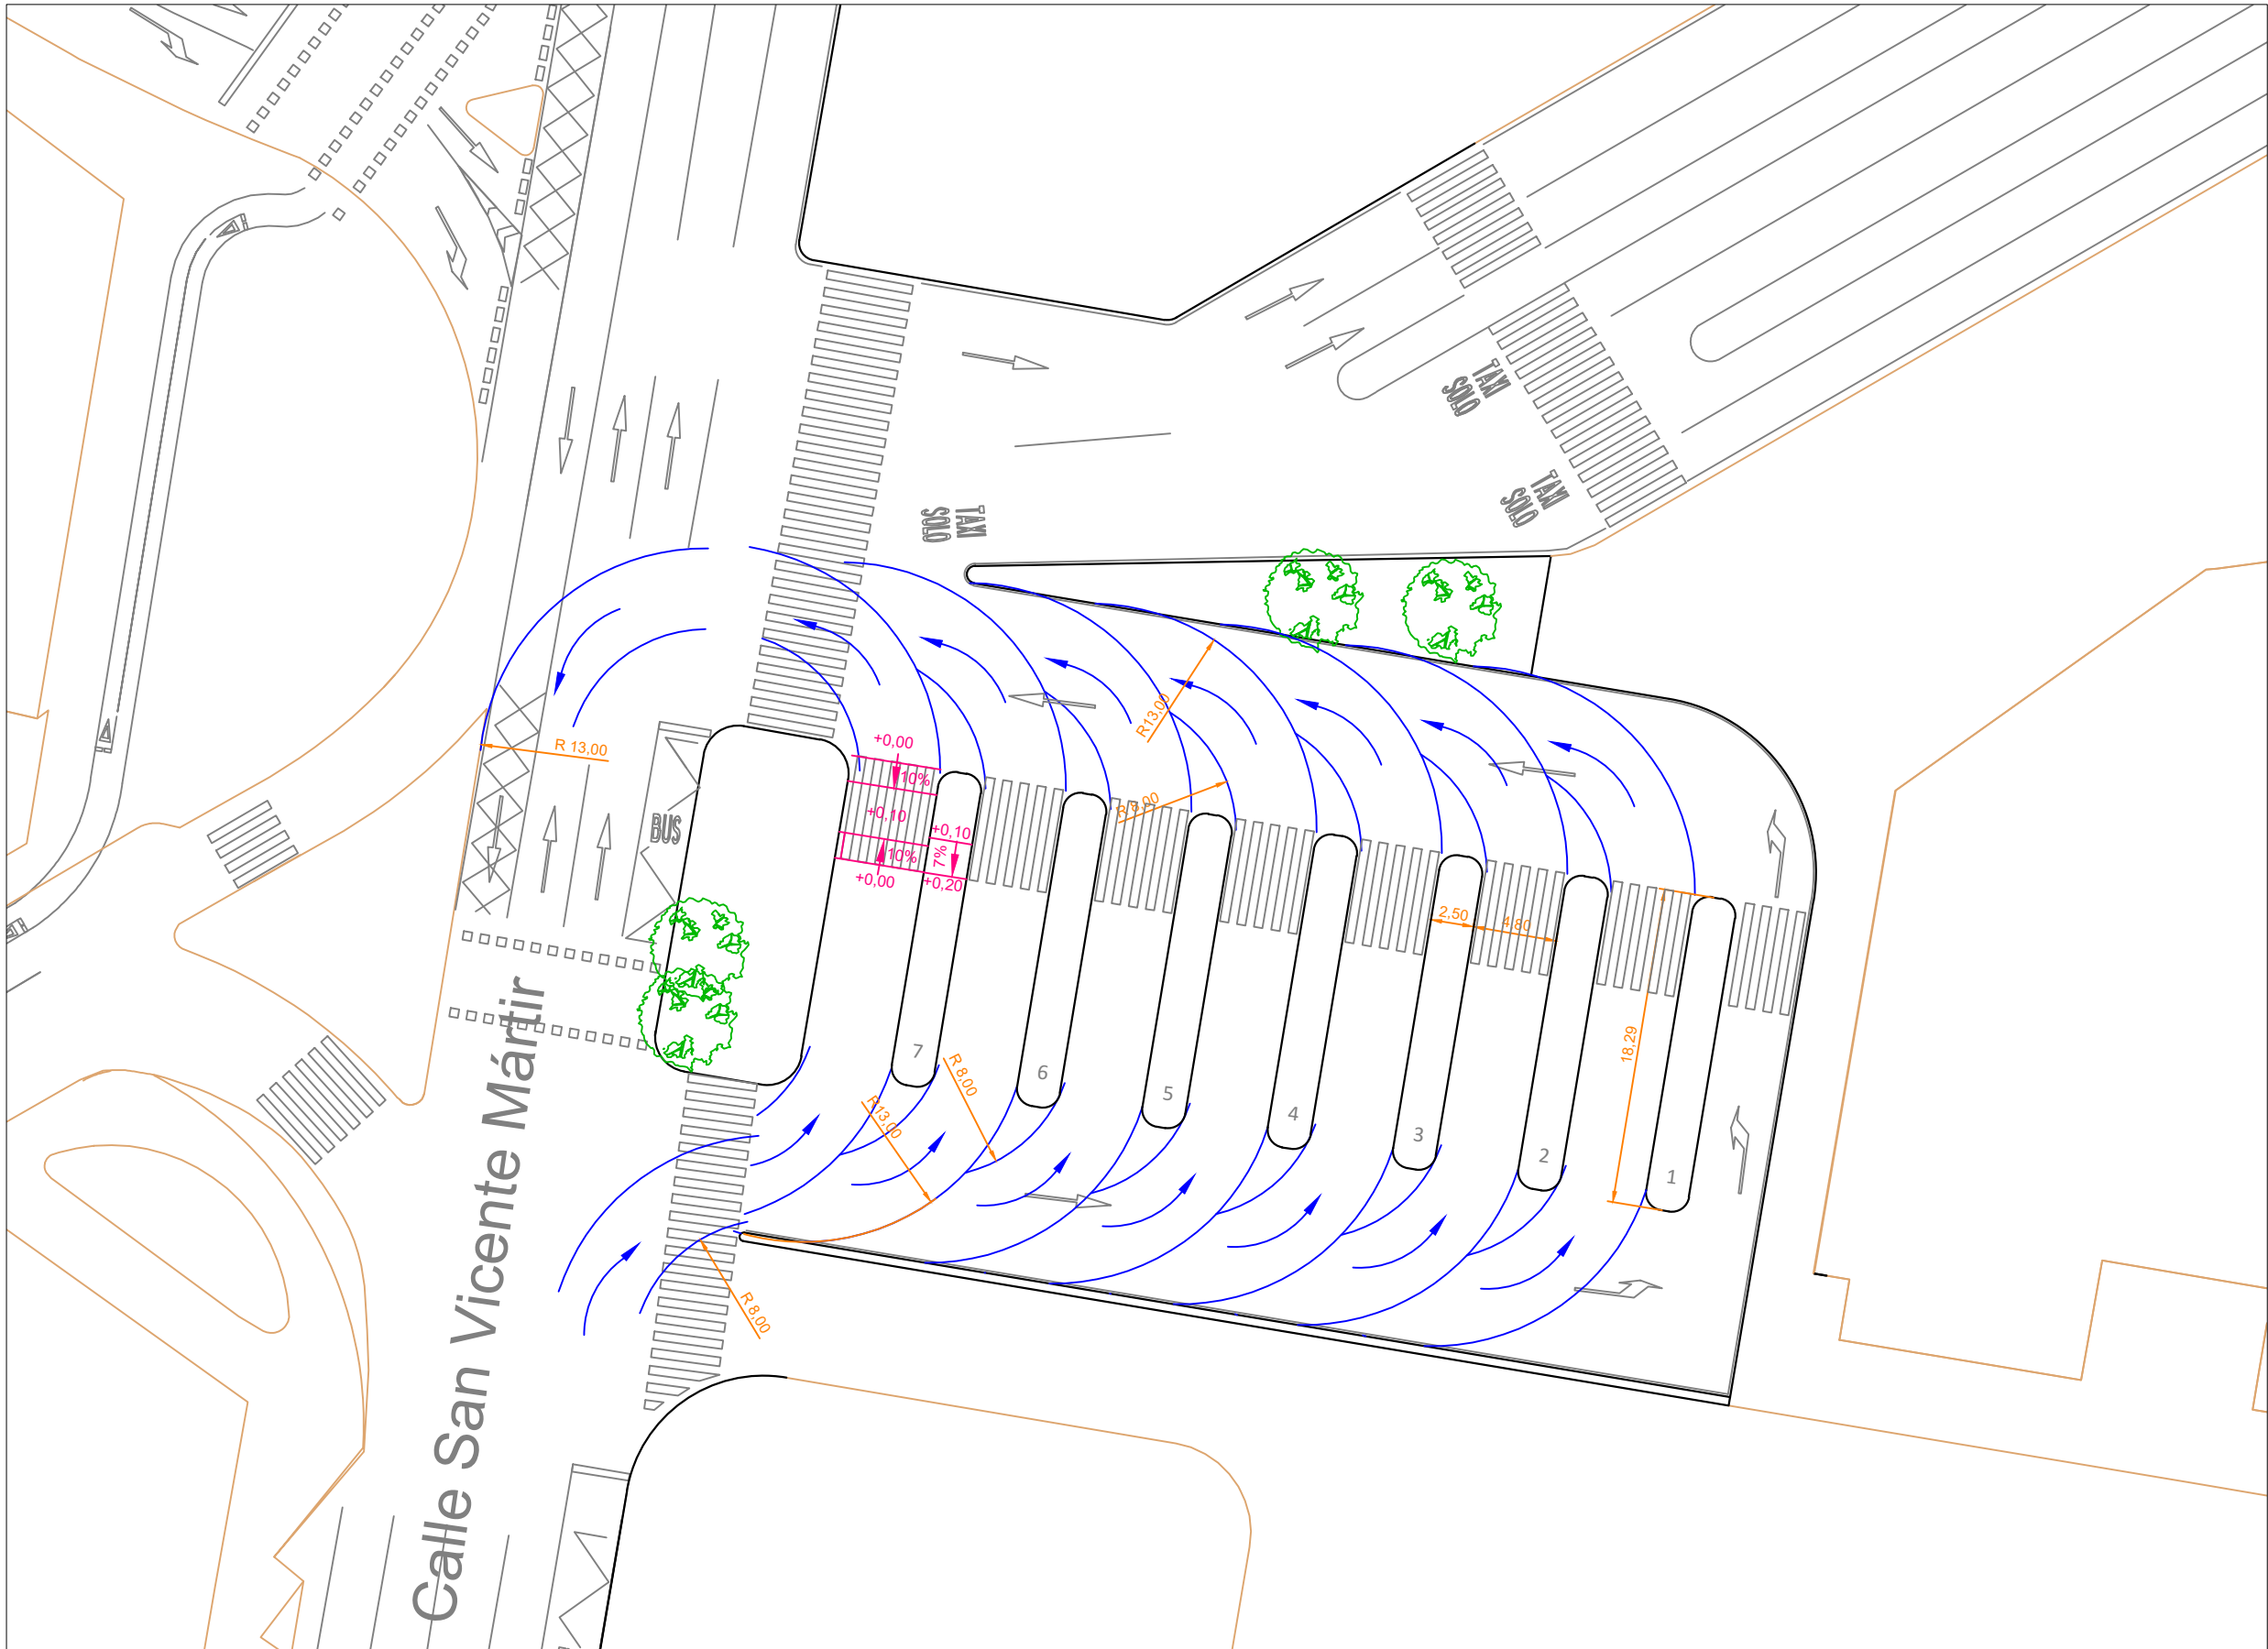 TAXI
SOLO
TAXI
SOLO
TAXI
SOLO
R 13,00
R13,00
R 6,00
+0,00
10%
+0,10
10%
+0,00
+0,10
7%
+0,20
BUS
2,50
4,80
18,29
7
6
5
4
3
2
1
R 8,00
R13,00
R 8,00
Calle San Vicente Mártir